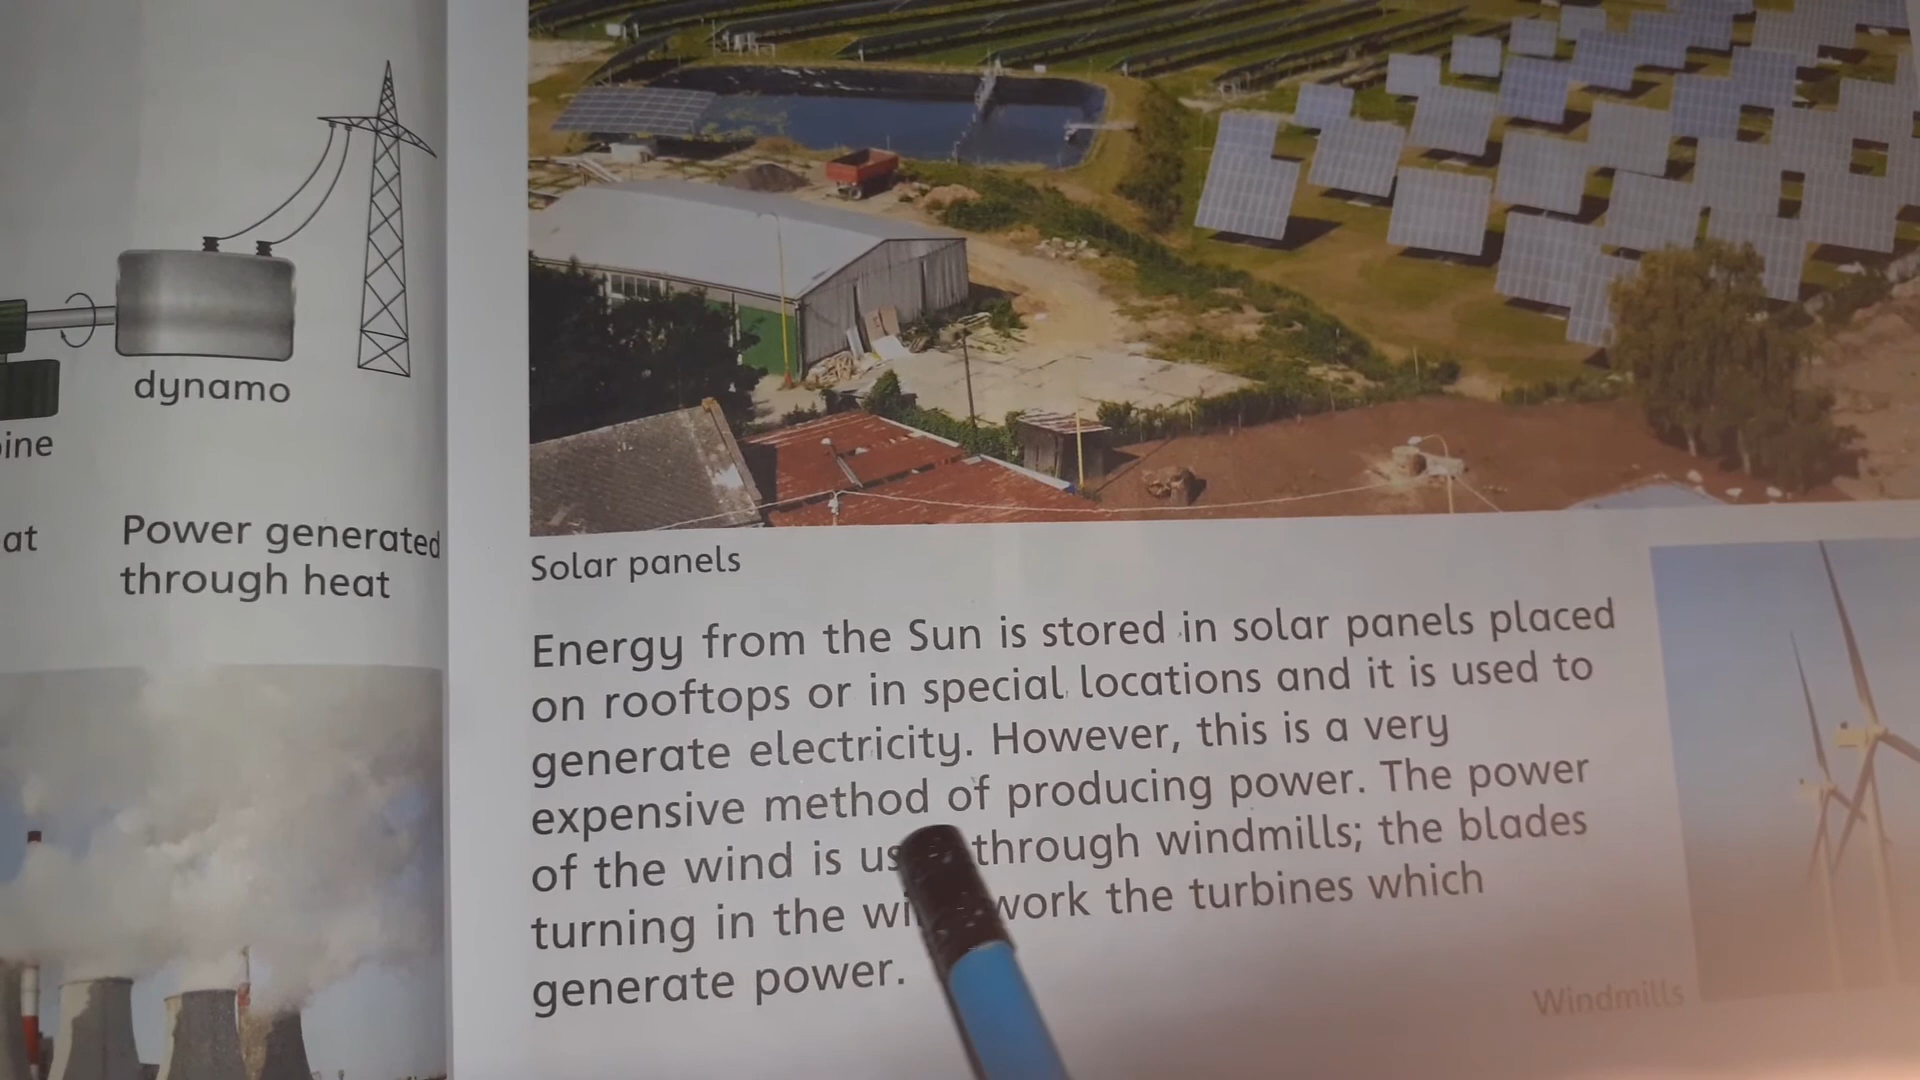 dynamo
ine
at
Power generated
through heat
Solar panels
Energy from the Sun is stored in solar panels placed
on rooftops or in special locations and it is used to
generate electricity. However, this is a very
expensive method of producing power. The power
of the wind is through windmills; the blades
turning in the work the turbines which
generate power.
Windmills